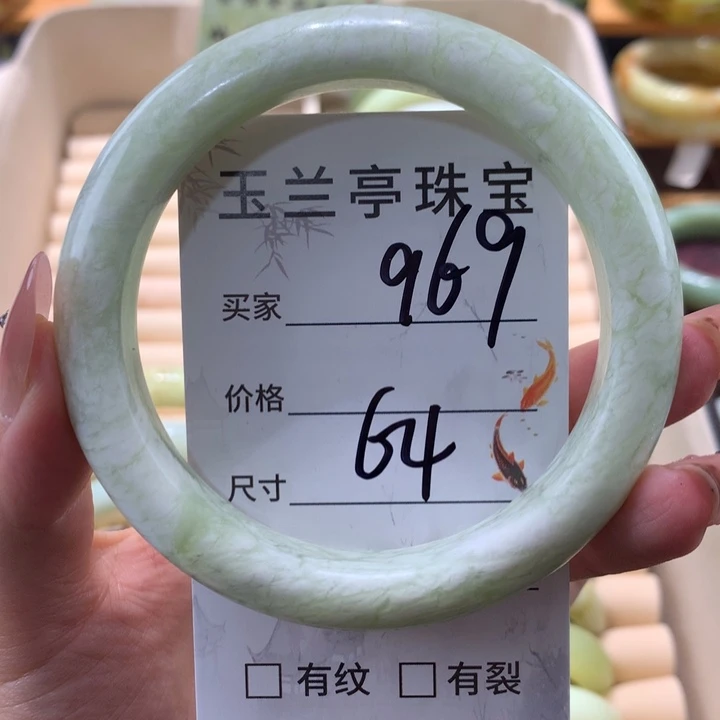 玉兰亭珠宝
买家 969
价格
尺寸 64
□ 有纹 □ 有裂